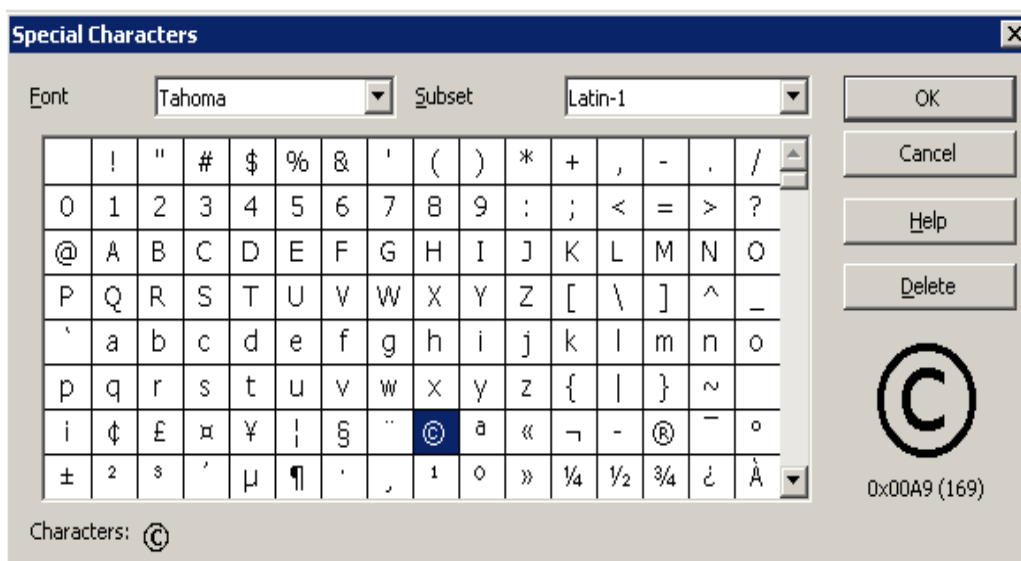 Special Characters
Font Tahoma Subset Latin-1 OK
! " # $ % & ' ( ) * + , - . /
Cancel
0 1 2 3 4 5 6 7 8 9 : ; < = > ?
Help
@ A B C D E F G H I J K L M N O
P Q R S T U V W X Y Z [ \ ] ^ _
Delete
` a b c d e f g h i j k l m n o
p q r s t u v w x y z { | } ~
¡ ¢ £ ¤ ¥ ¦ § ¨ © ª « ¬ - ® ¯ °
± ² ³ ´ µ ¶ · ¸ ¹ º » ¼ ½ ¾ ¿ À
©
0x00A9 (169)
Characters: ©